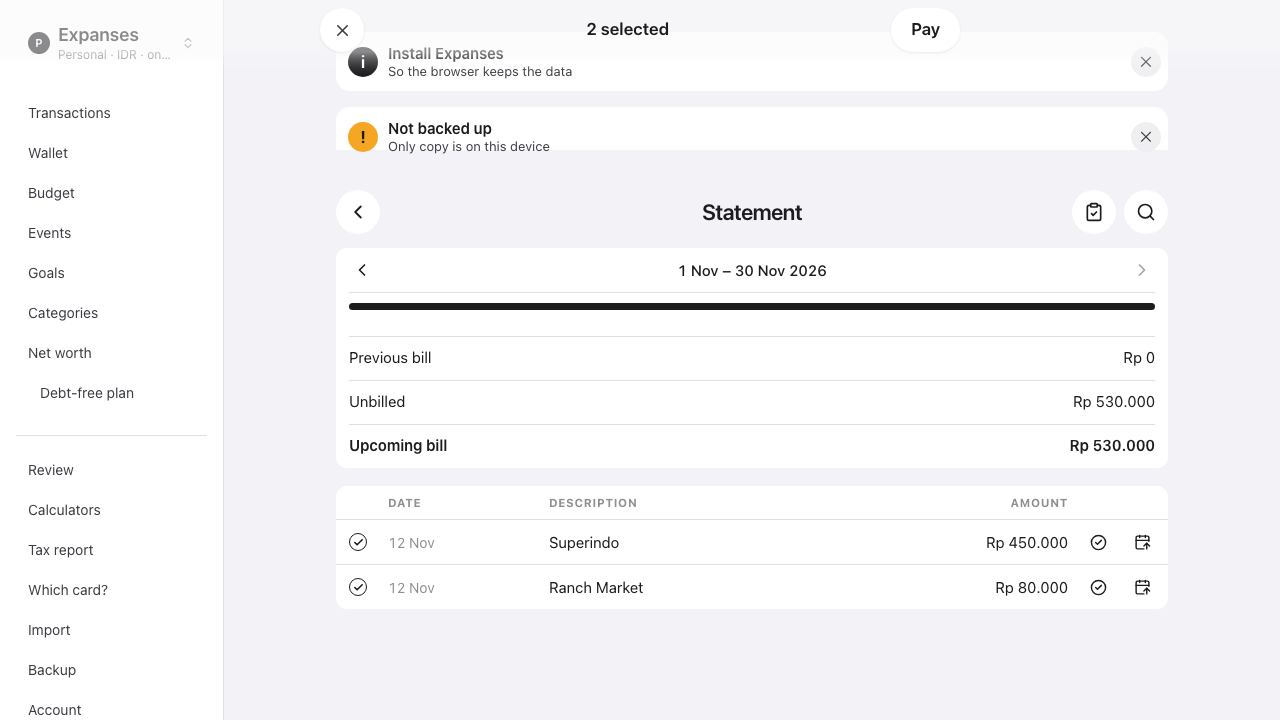 P
Expanses
Personal · IDR · on...
Transactions
Wallet
Budget
Events
Goals
Categories
Net worth
Debt-free plan
Review
Calculators
Tax report
Which card?
Import
Backup
Account
2 selected
Pay
i
Install Expanses
So the browser keeps the data
!
Not backed up
Only copy is on this device
Statement
1 Nov – 30 Nov 2026
Previous bill Rp 0
Unbilled Rp 530.000
Upcoming bill Rp 530.000
DATE DESCRIPTION AMOUNT
12 Nov Superindo Rp 450.000
12 Nov Ranch Market Rp 80.000